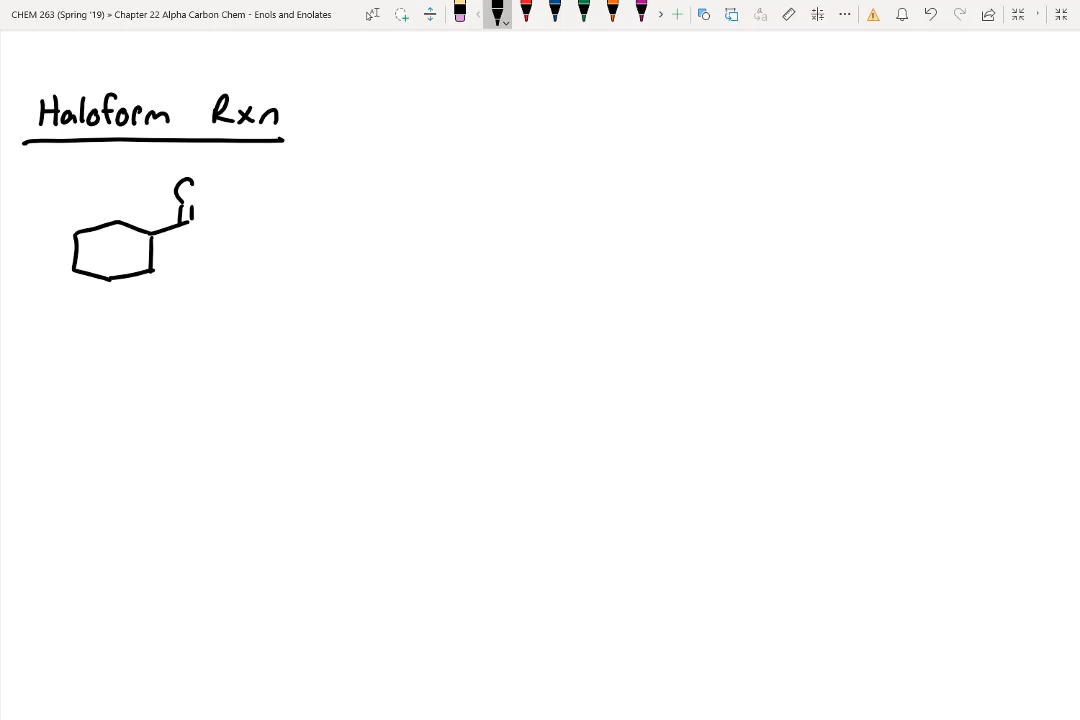 CHEM 263 (Spring '19) » Chapter 22 Alpha Carbon Chem - Enols and Enolates
Haloform Rxn